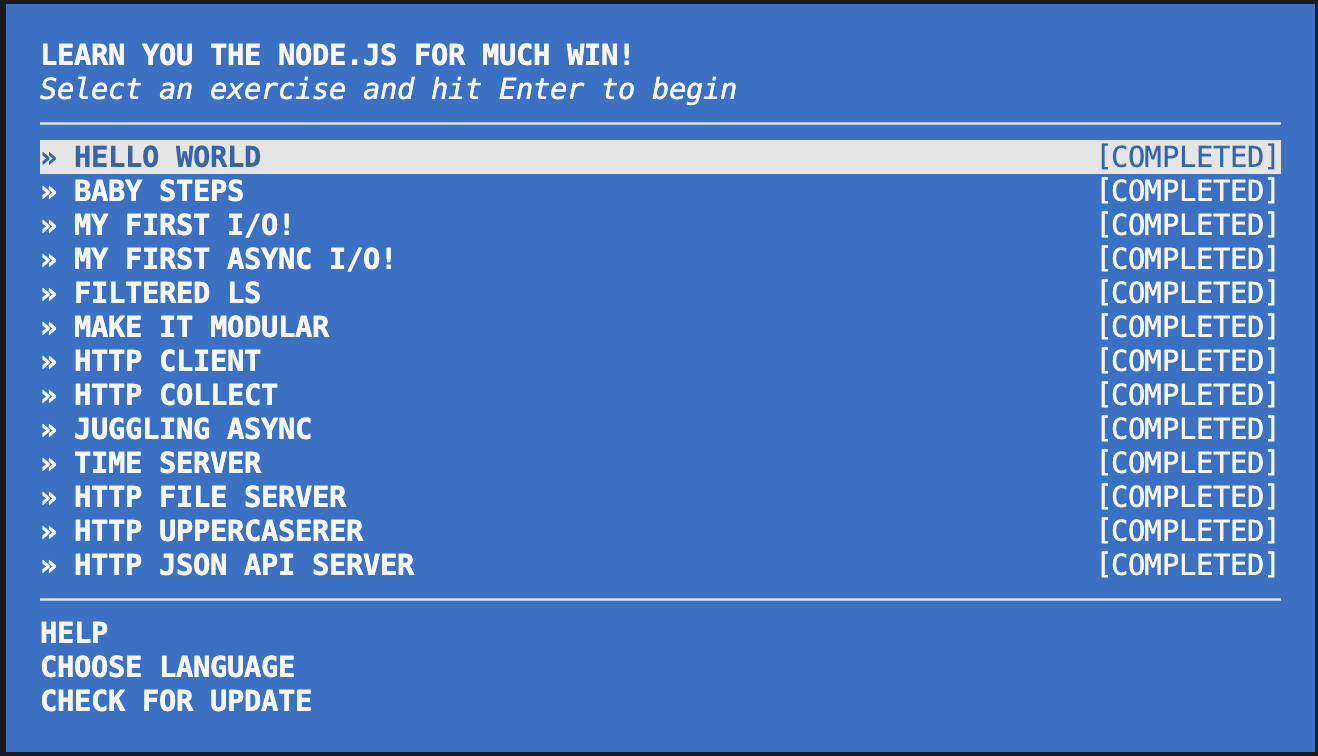 LEARN YOU THE NODE.JS FOR MUCH WIN!
Select an exercise and hit Enter to begin
» HELLO WORLD [COMPLETED]
» BABY STEPS [COMPLETED]
» MY FIRST I/O! [COMPLETED]
» MY FIRST ASYNC I/O! [COMPLETED]
» FILTERED LS [COMPLETED]
» MAKE IT MODULAR [COMPLETED]
» HTTP CLIENT [COMPLETED]
» HTTP COLLECT [COMPLETED]
» JUGGLING ASYNC [COMPLETED]
» TIME SERVER [COMPLETED]
» HTTP FILE SERVER [COMPLETED]
» HTTP UPPERCASERER [COMPLETED]
» HTTP JSON API SERVER [COMPLETED]
HELP
CHOOSE LANGUAGE
CHECK FOR UPDATE